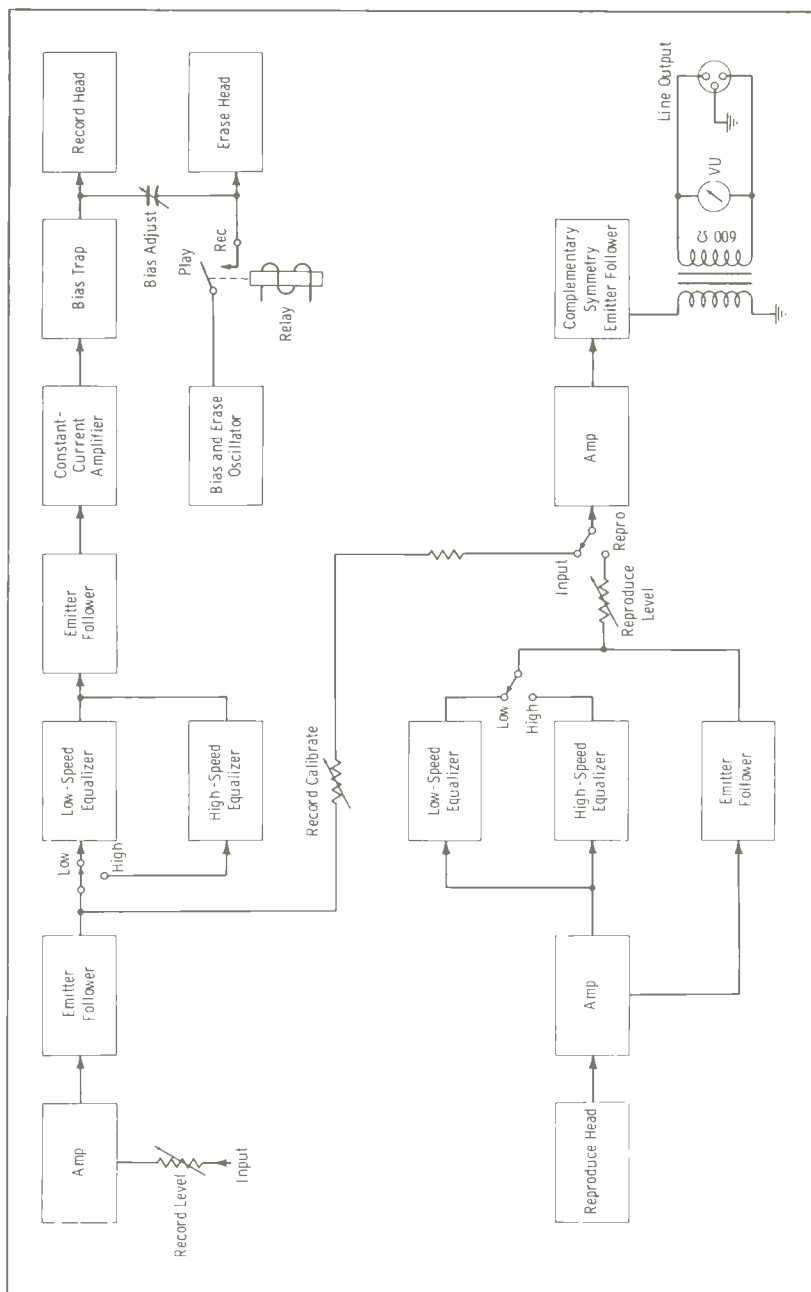 Amp
Record Level
Input
Emitter
Follower
Low
High
Low-Speed
Equalizer
High-Speed
Equalizer
Emitter
Follower
Constant-
Current
Amplifier
Bias Trap
Record Head
Bias Adjust
Erase Head
Play
Rec
Relay
Bias and Erase
Oscillator
Record Calibrate
Reproduce Head
Amp
Low-Speed
Equalizer
High-Speed
Equalizer
Emitter
Follower
Low
High
Reproduce
Level
Input
Repro
Amp
Complementary
Symmetry
Emitter Follower
600 Ω
VU
Line Output